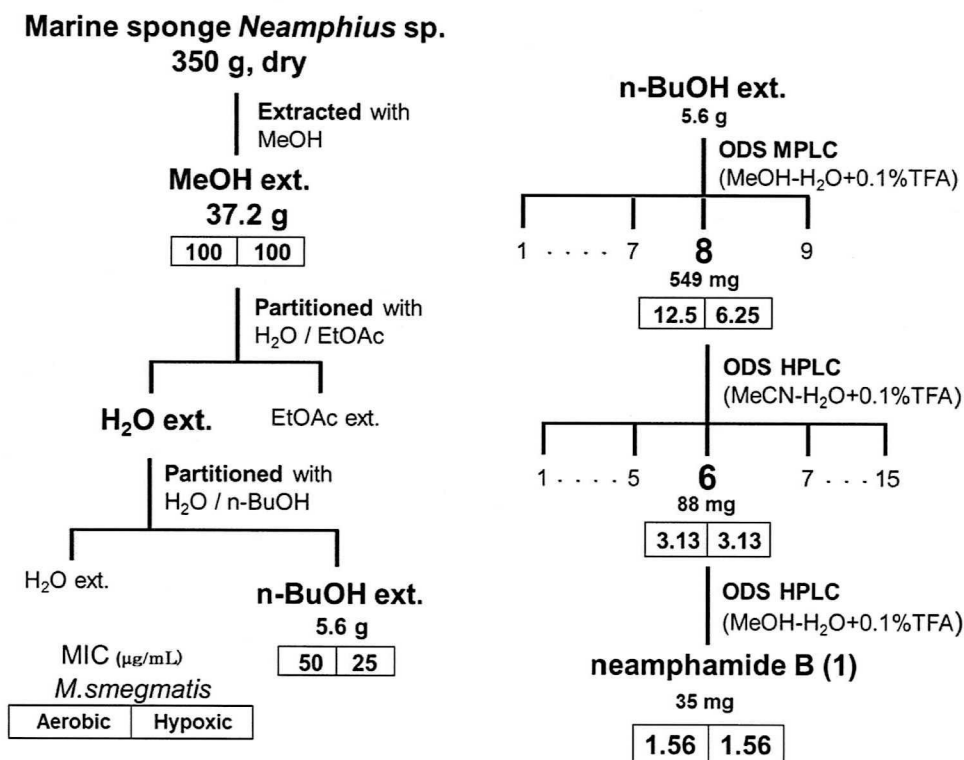 Marine sponge Neamphius sp.
350 g, dry
Extracted with
MeOH
MeOH ext.
37.2 g
100 100
Partitioned with
H₂O / EtOAc
H₂O ext.
EtOAc ext.
Partitioned with
H₂O / n-BuOH
H₂O ext.
n-BuOH ext.
5.6 g
50 25
MIC (μg/mL)
M.smegmatis
Aerobic Hypoxic
n-BuOH ext.
5.6 g
ODS MPLC
(MeOH-H₂O+0.1%TFA)
1 . . . . . 7 8 9
549 mg
12.5 6.25
ODS HPLC
(MeCN-H₂O+0.1%TFA)
1 . . . . . 5 6 7 . . . 15
88 mg
3.13 3.13
ODS HPLC
(MeOH-H₂O+0.1%TFA)
neamphamide B (1)
35 mg
1.56 1.56